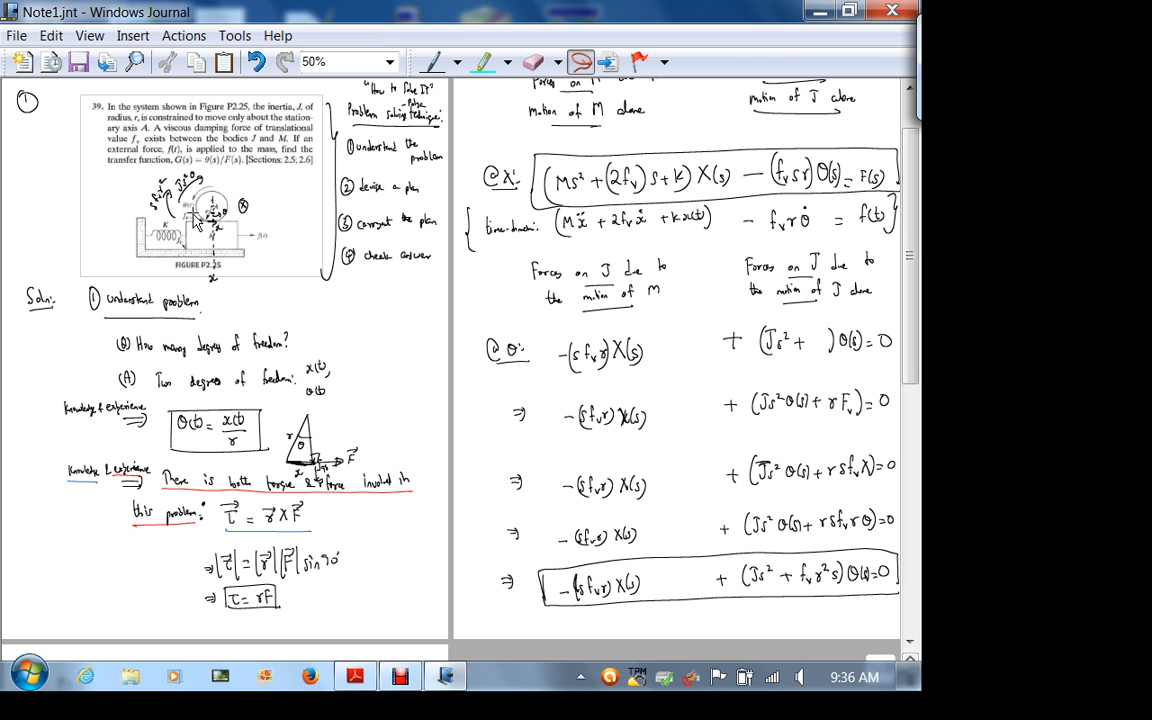 Note1.jnt - Windows Journal
File Edit View Insert Actions Tools Help
50%
①
39. In the system shown in Figure P2.25, the inertia, J, of
radius, r, is constrained to move only about the station-
ary axis A. A viscous damping force of translational
value fv exists between the bodies J and M. If an
external force, f(t), is applied to the mass, find the
transfer function, G(s) = θ(s)/F(s). [Sections: 2.5; 2.6]
K
f(t)
FIGURE P2.25
x
"How to Solve It"
- Polya
Problem solving technique:
① understand the
problem
② devise a plan
③ carryout the plan
④ check answer
Soln:
① understand problem
(Q) How many degrees of freedom?
(A) Two degrees of freedom: x(t),
θ(t)
Knowledge & experience ⇒
θ(t) = x(t)/r
r
θ
x
F
Knowledge & experience ⇒ There is both torque & force involved in
this problem: τ = r × F
⇒ |τ| = |r| |F| sin 90°
⇒ τ = rF
Forces on M
motion of M alone
motion of J alone
@ X: (Ms² + (2fv)s + K) X(s) - (fv s r) θ(s) = F(s)
time-domain: (Mẍ + 2fvẋ + Kx(t)) - fv r θ̇ = f(t)
Forces on J due to
the motion of M
Forces on J due to
the motion of J alone
@ θ: -(s fv r) X(s) + (Js² + ) θ(s) = 0
⇒ -(s fv r) X(s) + (Js² θ(s) + r Fv) = 0
⇒ -(s fv r) X(s) + (Js² θ(s) + r s fv X) = 0
⇒ -(s fv r) X(s) + (Js² θ(s) + r s fv r θ) = 0
⇒ -(s fv r) X(s) + (Js² + fv r² s) θ(s) = 0
9:36 AM